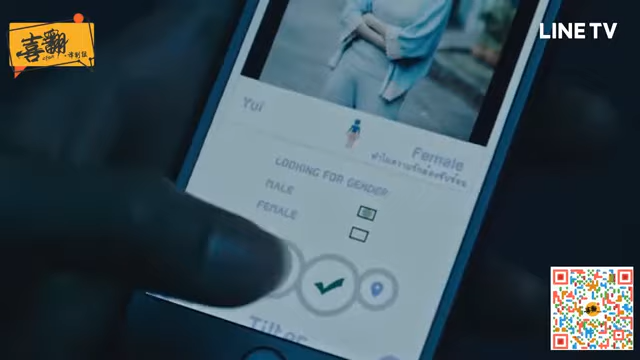 喜翻
LINE TV
Yui
Female
LOOKING FOR GENDER
MALE
FEMALE